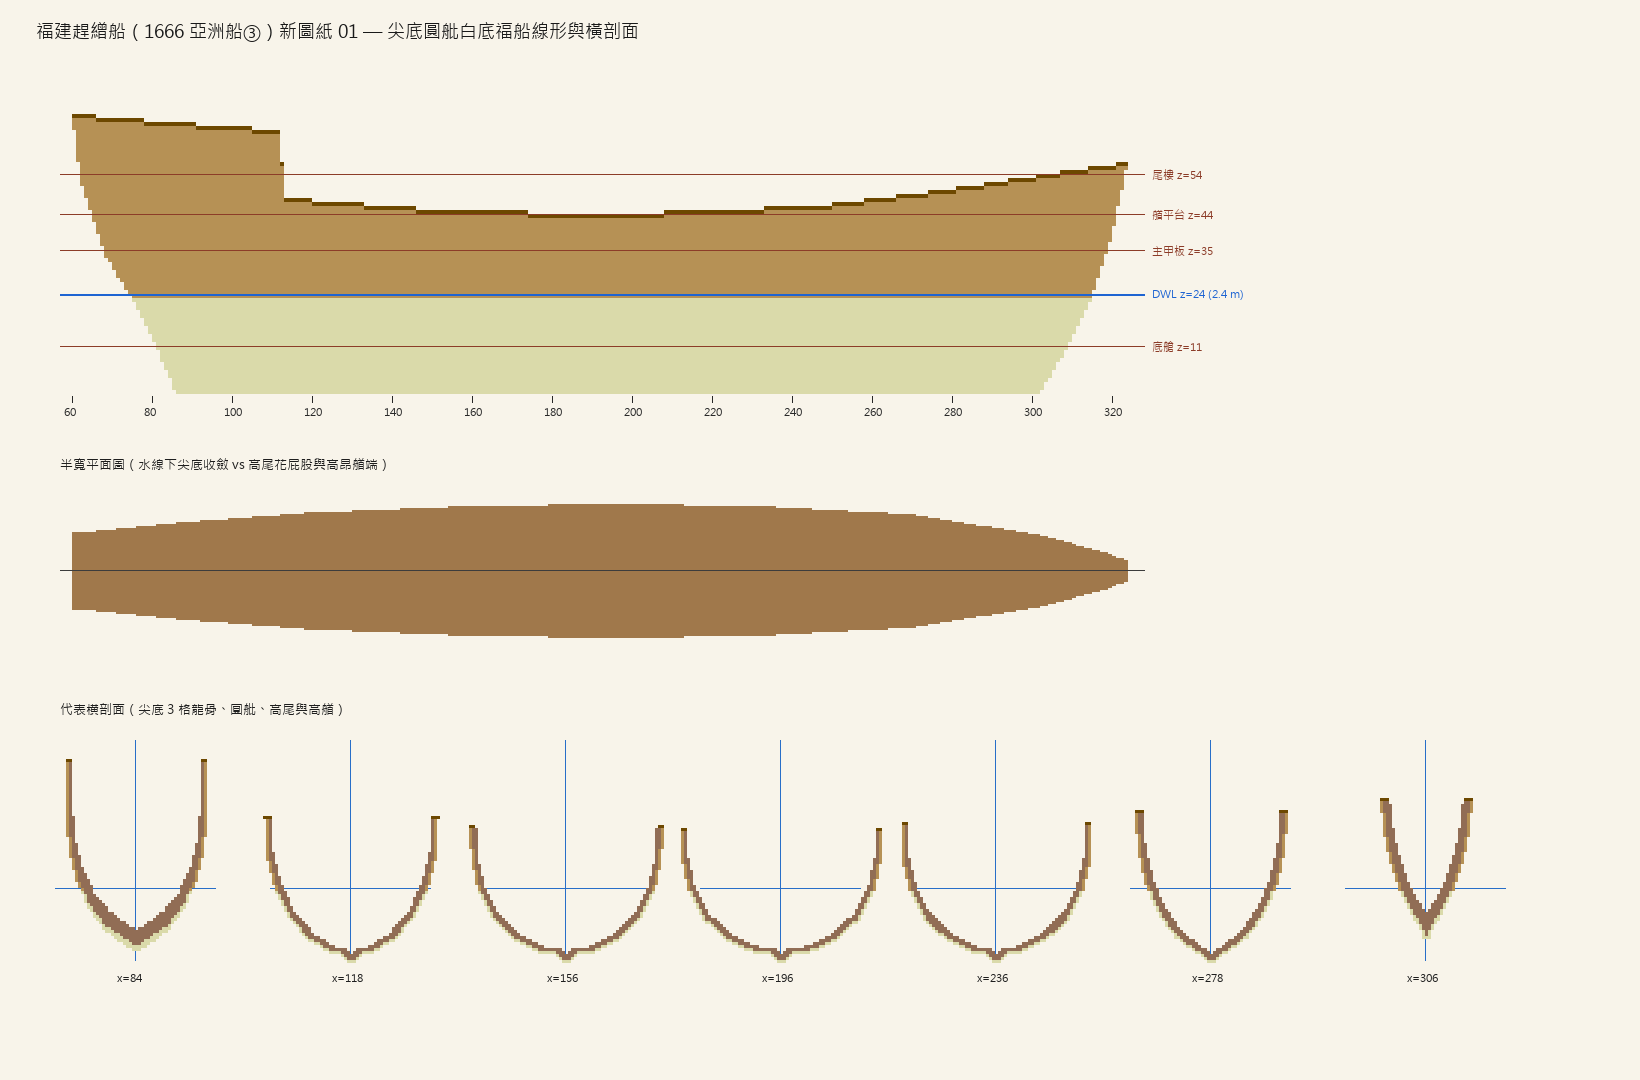 福建趕繒船 ( 1666 亞洲船③ ) 新圖紙 01 — 尖底圓舭白底福船線形與橫剖面
尾樓 z=54
艏平台 z=44
主甲板 z=35
DWL z=24 (2.4 m)
底艙 z=11
60 80 100 120 140 160 180 200 220 240 260 280 300 320
半寬平面圖 ( 水線下尖底收斂 vs 高尾花屁股與高昂艏端 )
代表橫剖面 ( 尖底 3 格龍骨、圓舭、高尾與高艏 )
x=84 x=118 x=156 x=196 x=236 x=278 x=306